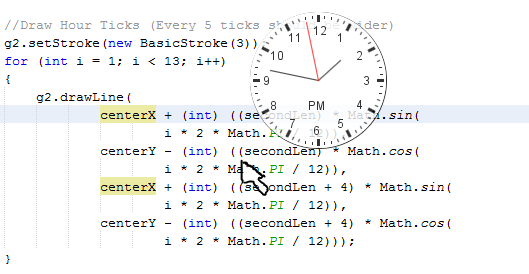 //Draw Hour Ticks (Every 5 ticks
g2.setStroke(new BasicStroke(3))
for (int i = 1; i < 13; i++)
{
g2.drawLine(
centerX + (int) ((secondLen) * Math.sin(
i * 2 * Math.PI / 12)),
centerY - (int) ((secondLen) * Math.cos(
i * 2 * Math.PI / 12)),
centerX + (int) ((secondLen + 4) * Math.sin(
i * 2 * Math.PI / 12)),
centerY - (int) ((secondLen + 4) * Math.cos(
i * 2 * Math.PI / 12)));
}
12
1
2
3
4
5
6
7
8
9
10
11
PM